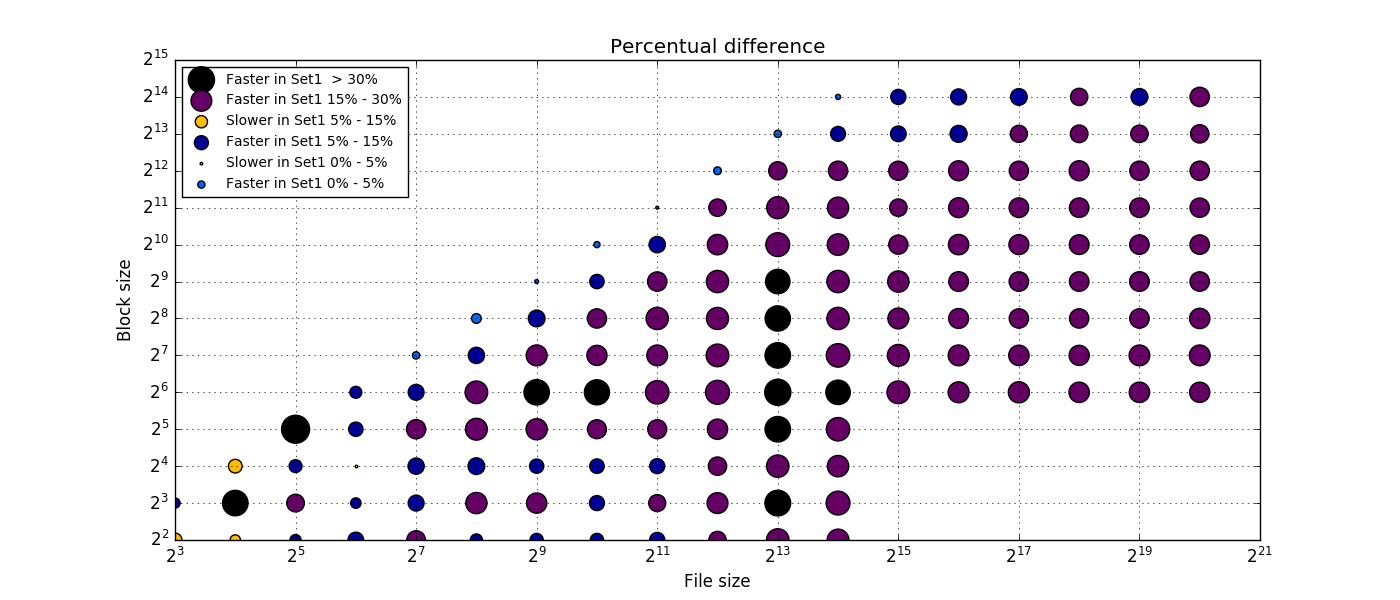 Percentual difference
Faster in Set1  > 30%
Faster in Set1 15% - 30%
Slower in Set1 5% - 15%
Faster in Set1 5% - 15%
Slower in Set1 0% - 5%
Faster in Set1 0% - 5%
2^15
2^14
2^13
2^12
2^11
2^10
2^9
2^8
2^7
2^6
2^5
2^4
2^3
2^2
Block size
2^3 2^5 2^7 2^9 2^11 2^13 2^15 2^17 2^19 2^21
File size